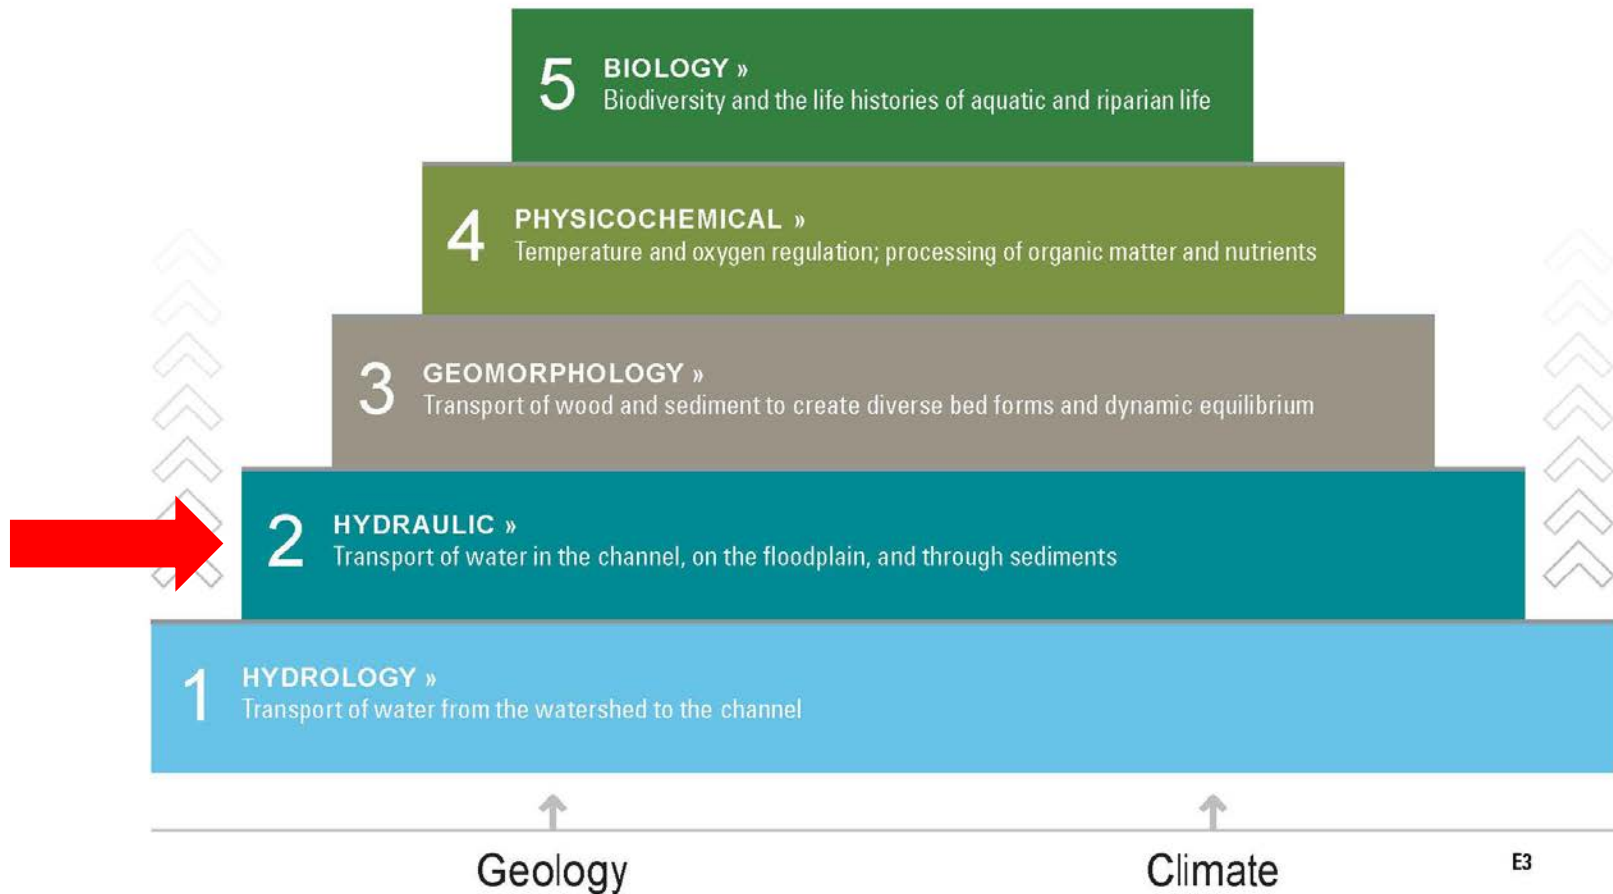 5
BIOLOGY »
Biodiversity and the life histories of aquatic and riparian life
4
PHYSICOCHEMICAL »
Temperature and oxygen regulation; processing of organic matter and nutrients
3
GEOMORPHOLOGY »
Transport of wood and sediment to create diverse bed forms and dynamic equilibrium
2
HYDRAULIC »
Transport of water in the channel, on the floodplain, and through sediments
1
HYDROLOGY »
Transport of water from the watershed to the channel
Geology
Climate
E3